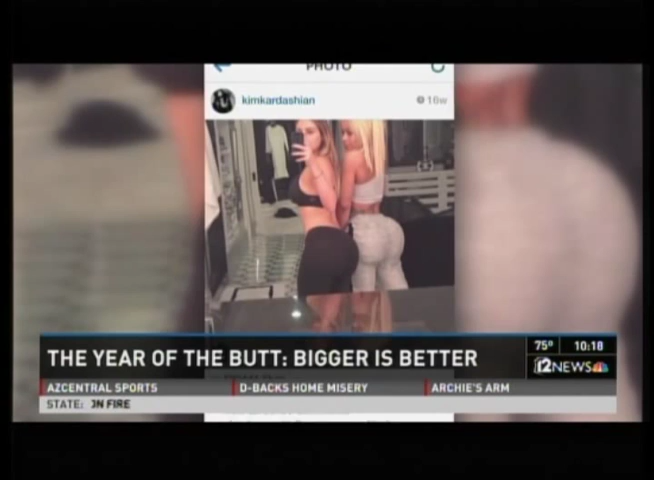 PHOTO
kimkardashian
16w
THE YEAR OF THE BUTT: BIGGER IS BETTER
75° 10:18
12NEWS
AZCENTRAL SPORTS D-BACKS HOME MISERY ARCHIE'S ARM
STATE: ON FIRE